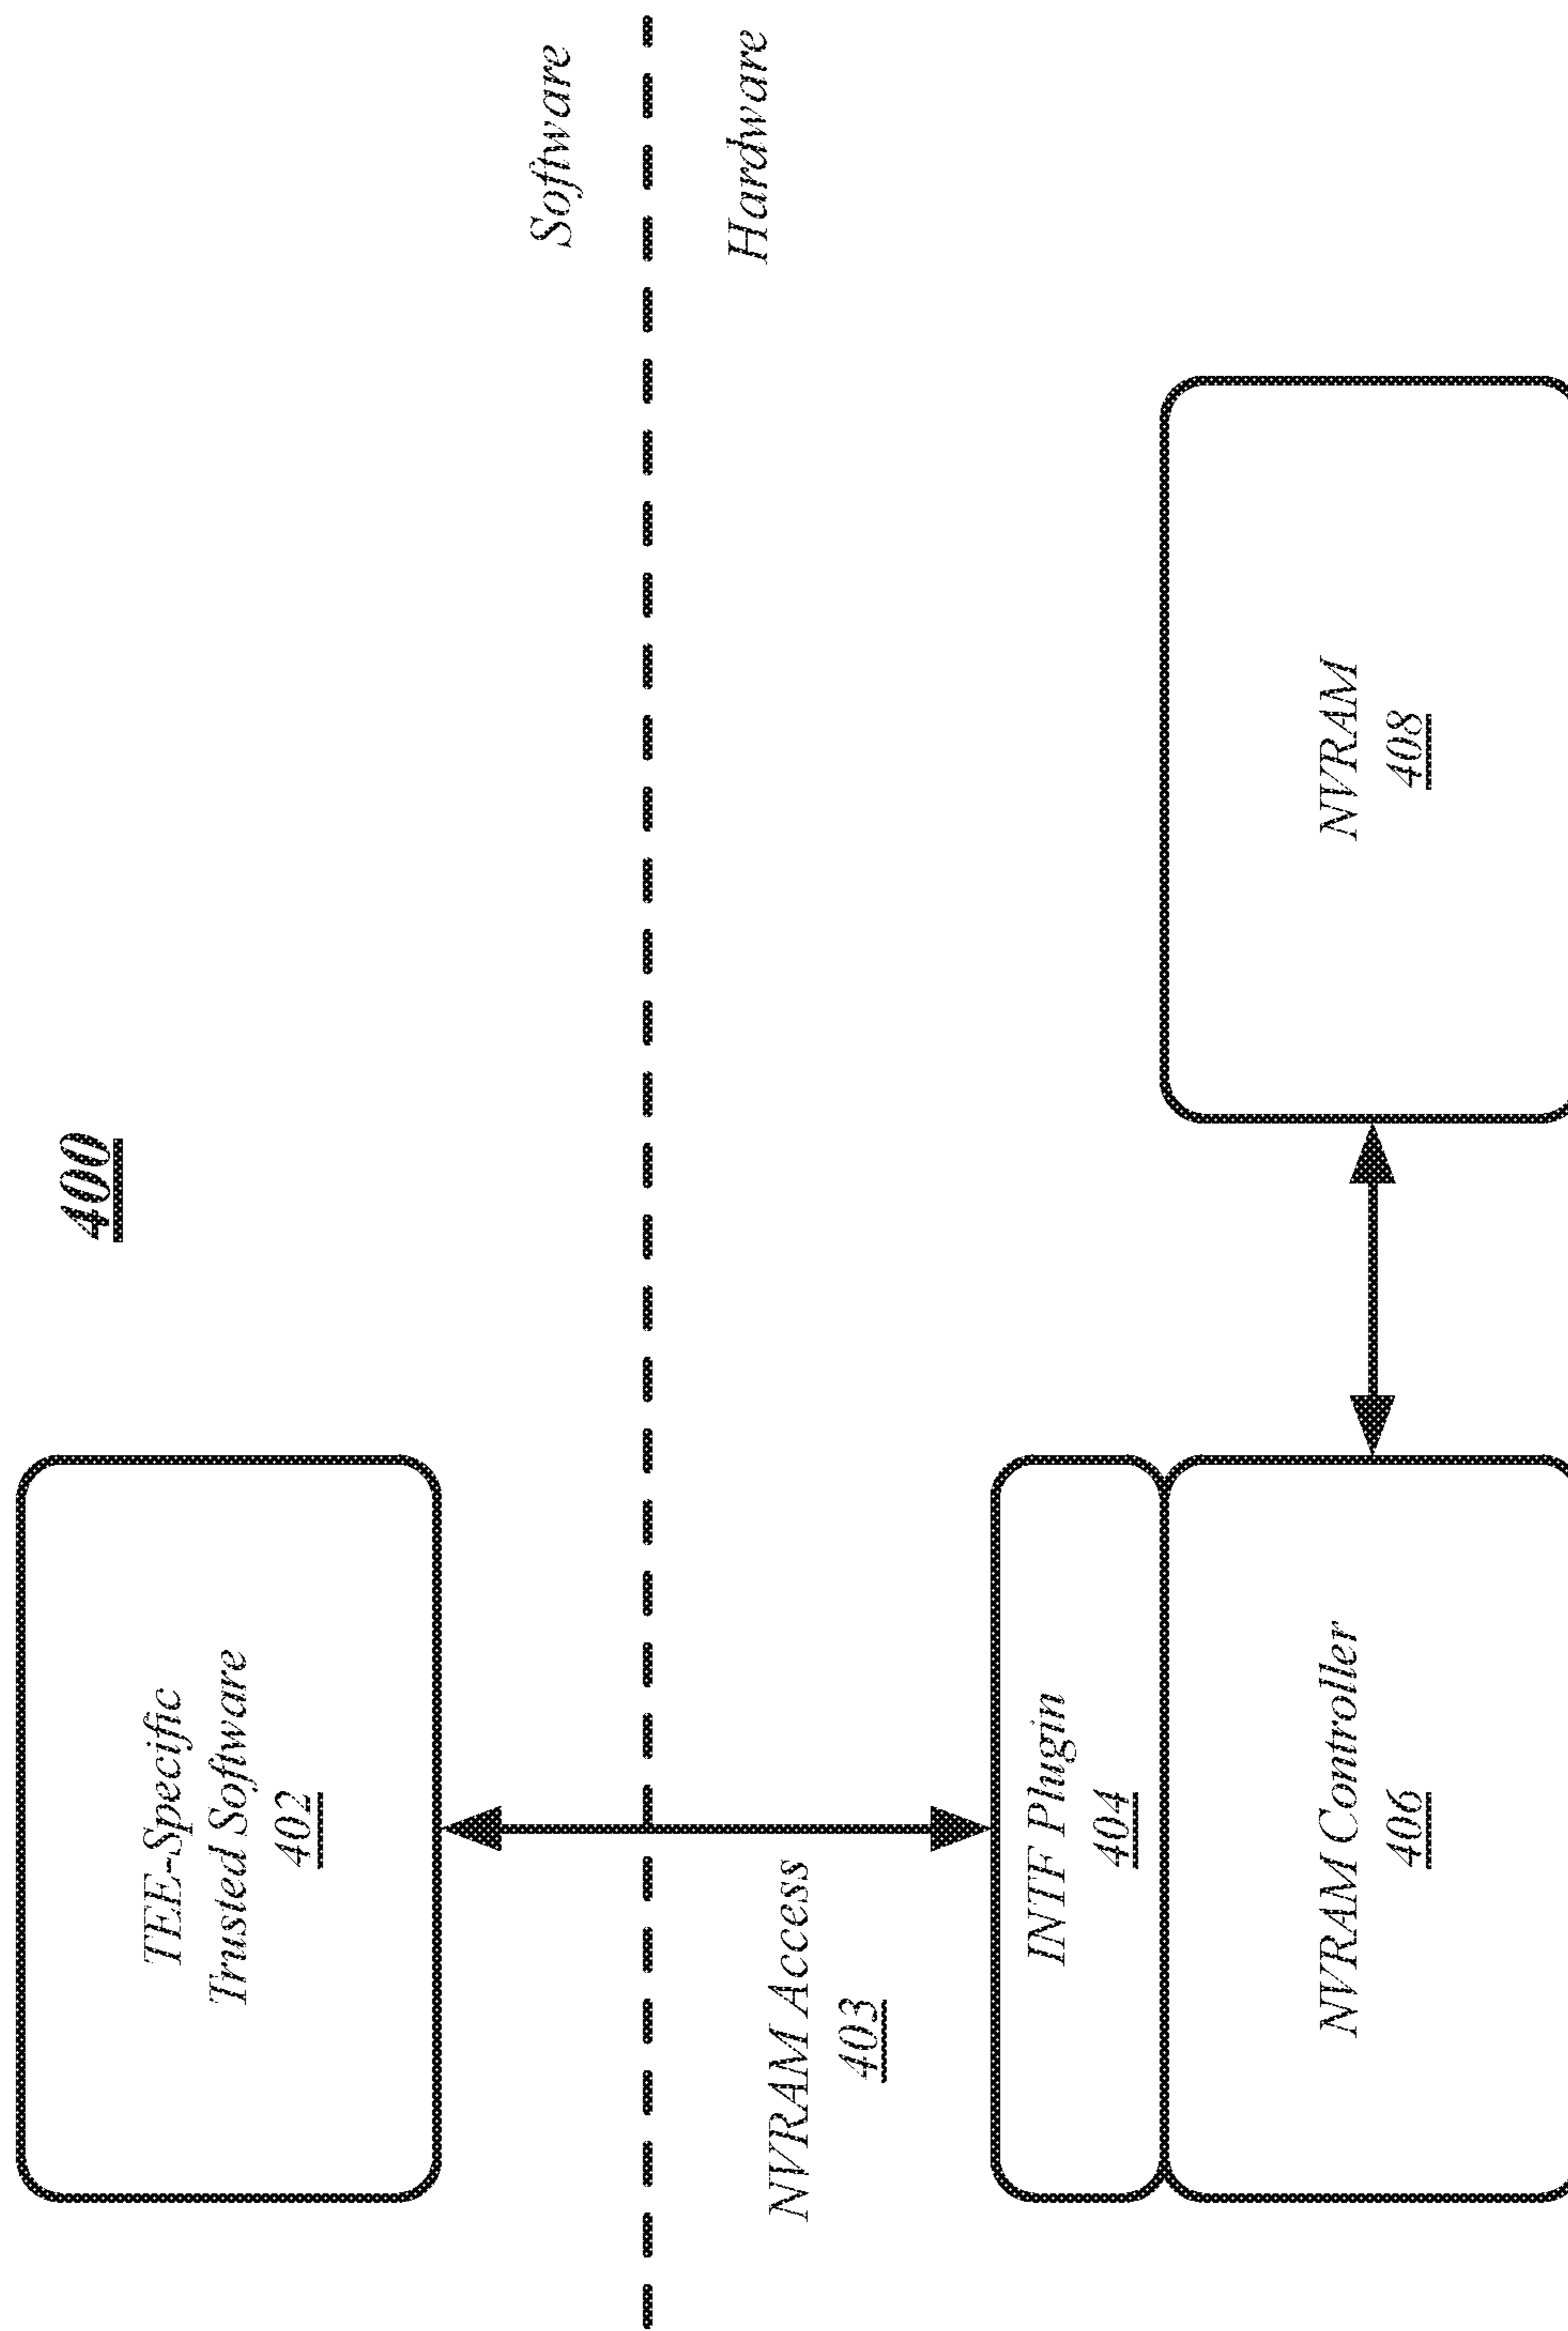 400
TEE-Specific
Trusted Software
402
Software
Hardware
NVRAM Access
403
INTF Plugin
404
NVRAM Controller
406
NVRAM
408